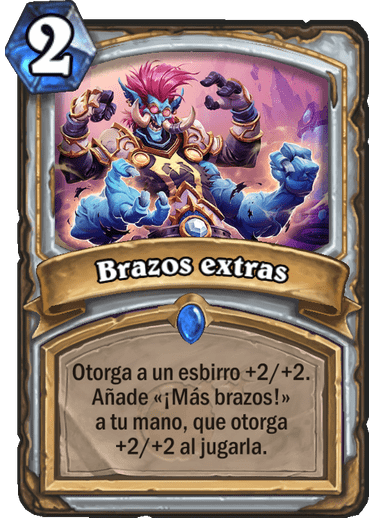 2
Brazos extras
Otorga a un esbirro +2/+2.
Añade «¡Más brazos!»
a tu mano, que otorga
+2/+2 al jugarla.